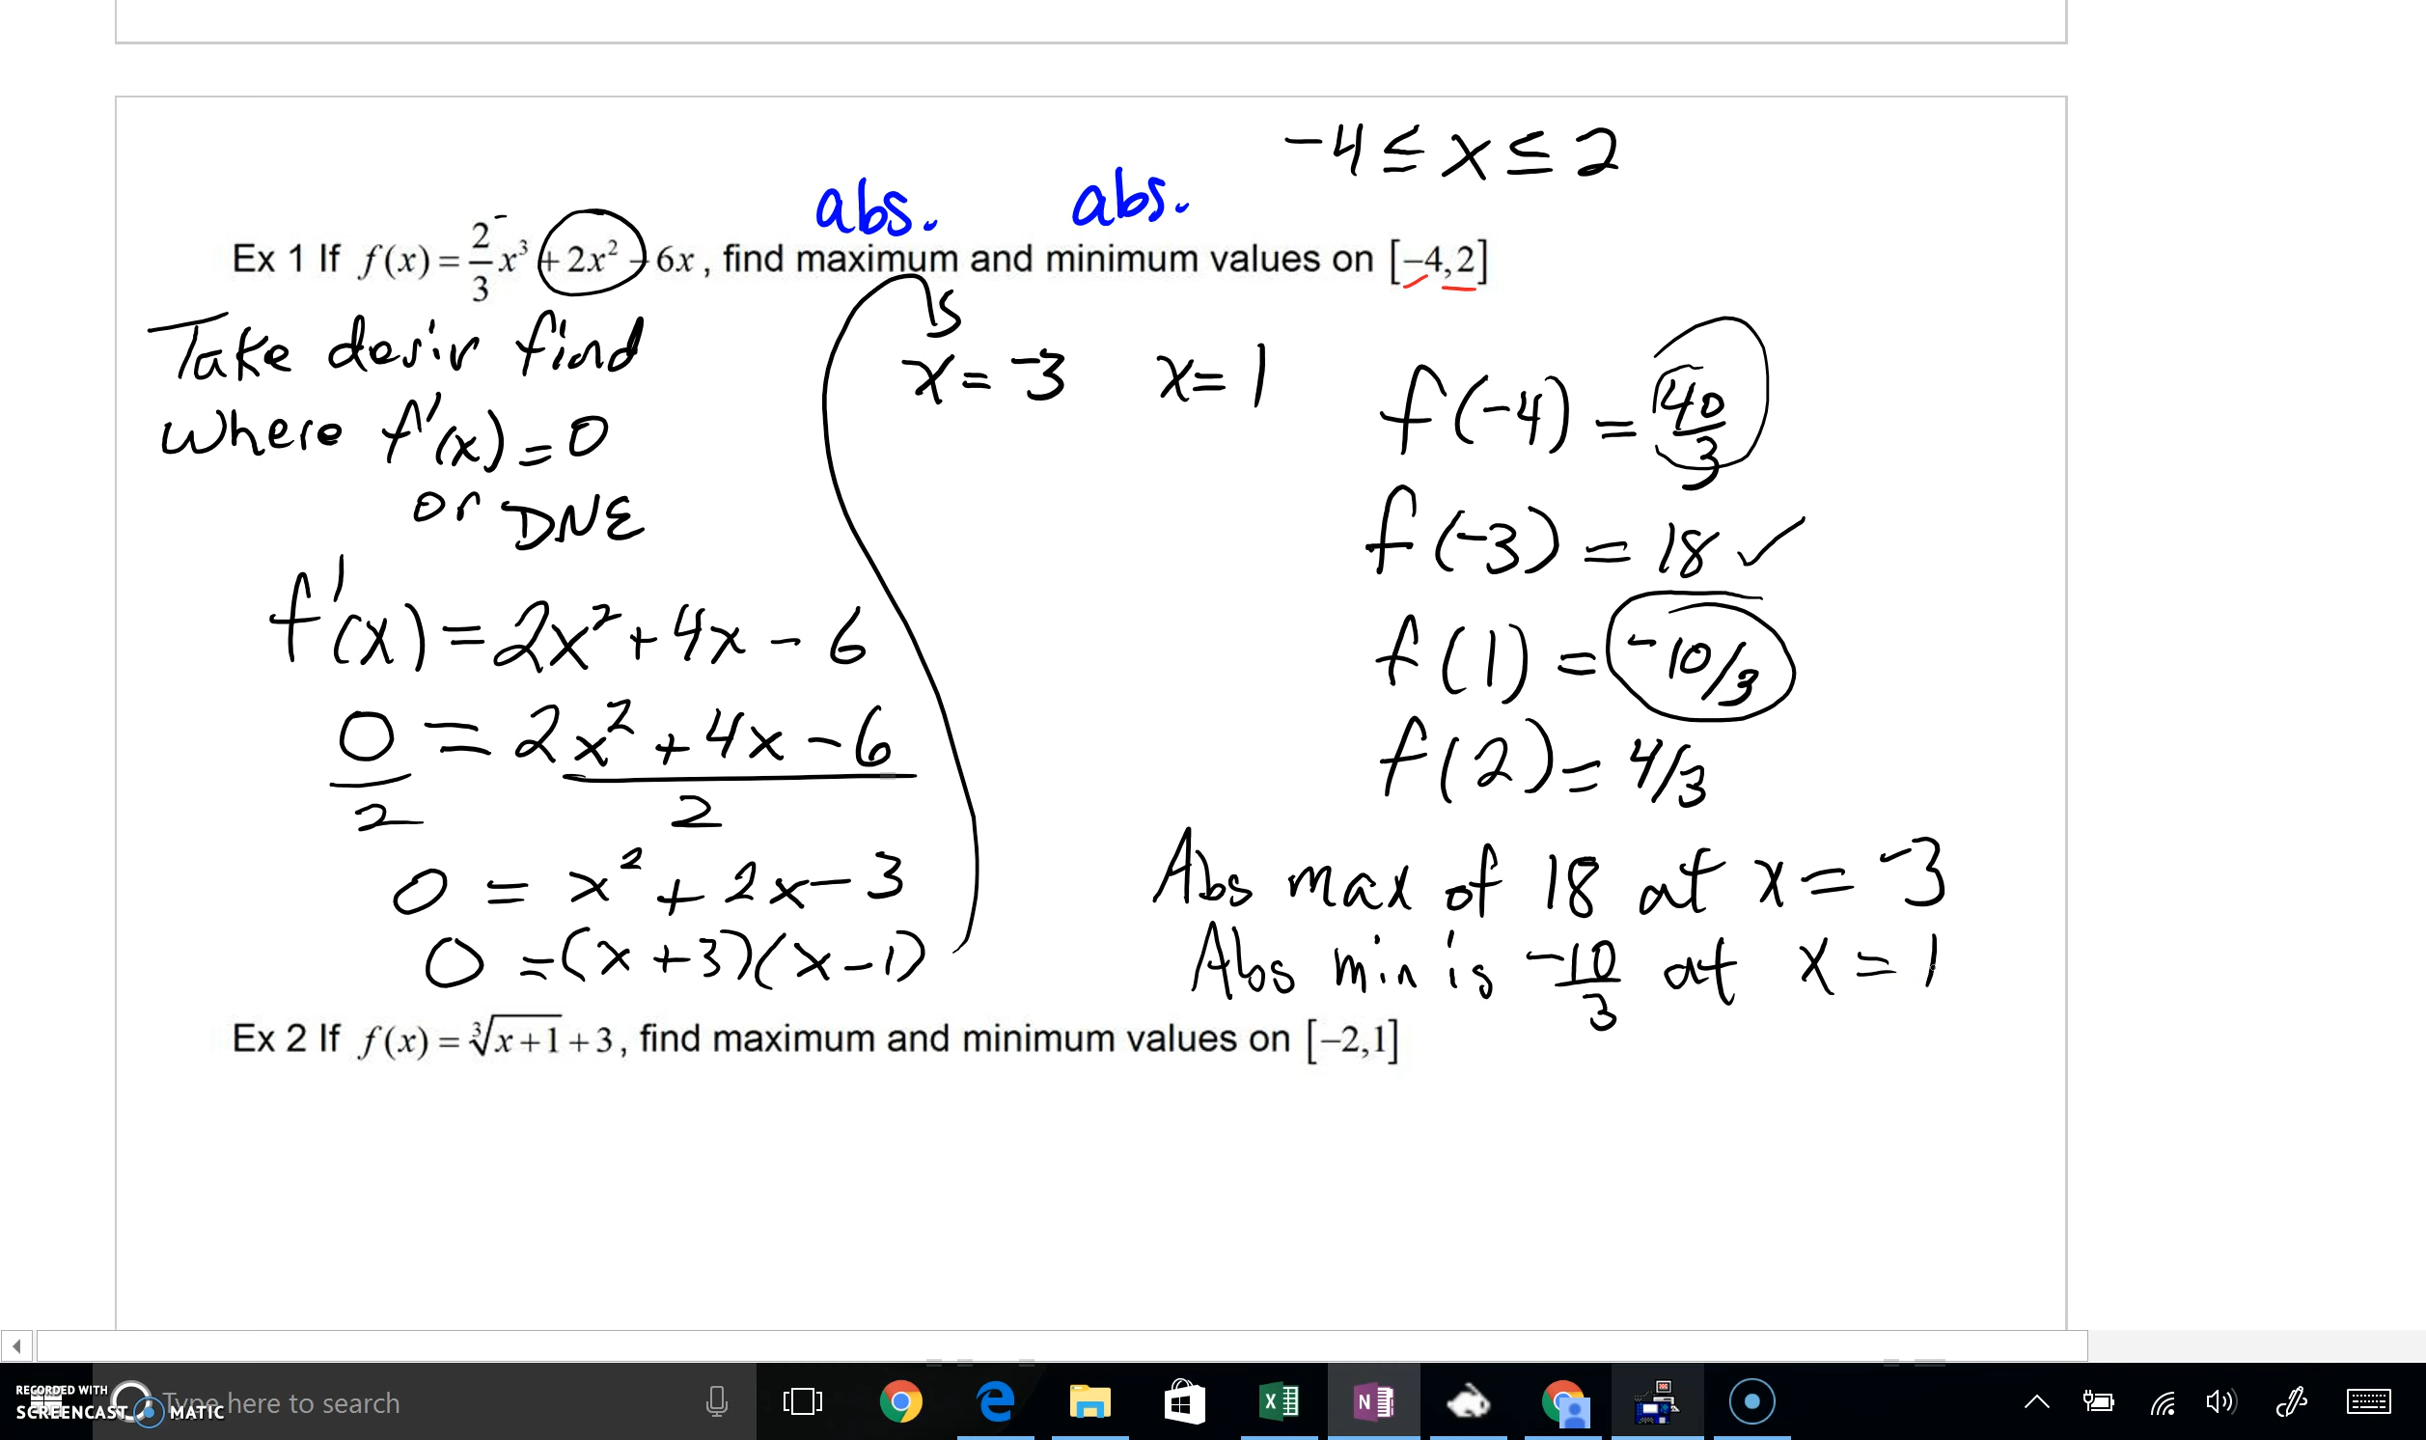 -4 ≤ x ≤ 2
abs. abs.
Ex 1 If f(x) = 2/3 x³ + 2x² - 6x, find maximum and minimum values on [-4, 2]
Take deriv find
where f'(x) = 0
or DNE
f'(x) = 2x² + 4x - 6
0 = 2x² + 4x - 6
2 2
0 = x² + 2x - 3
0 = (x + 3)(x - 1)
x = -3 x = 1
f(-4) = 40/3
f(-3) = 18 ✓
f(1) = -10/3
f(2) = 4/3
Abs max of 18 at x = -3
Abs min is -10/3 at x = 1
Ex 2 If f(x) = ∛(x+1) + 3, find maximum and minimum values on [-2, 1]
RECORDED WITH
SCREENCAST MATIC
Type here to search